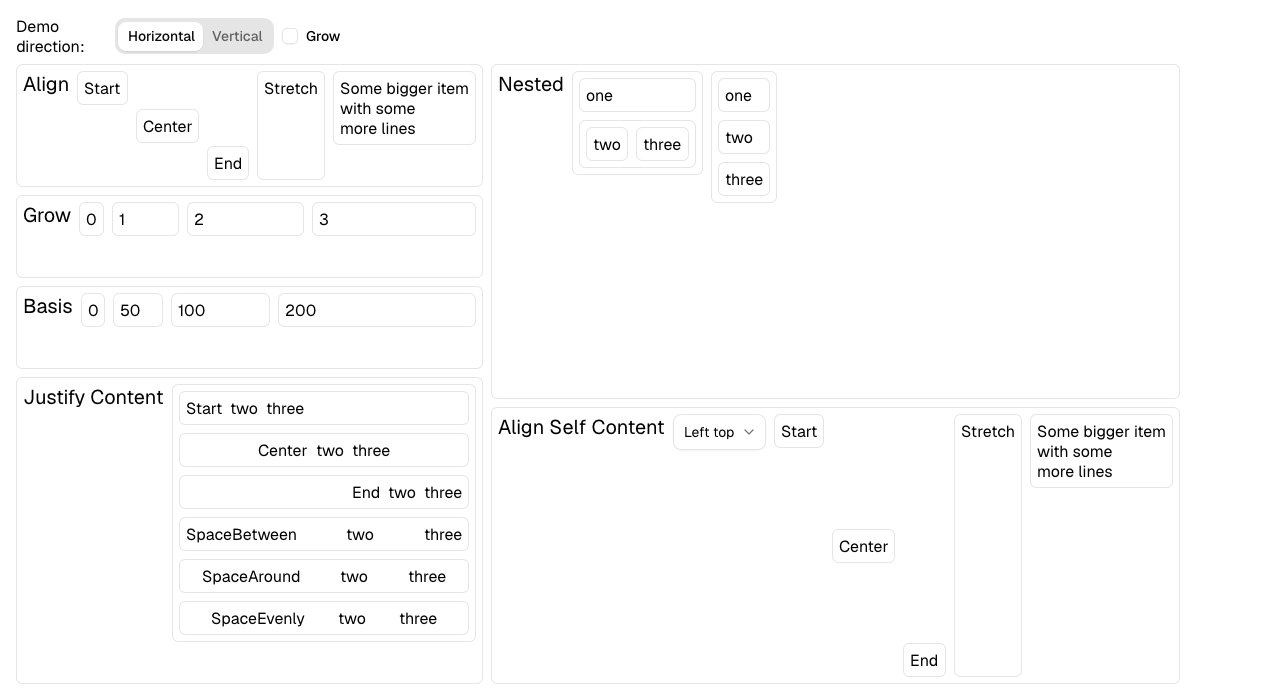 Demo
direction:
Horizontal Vertical Grow
Align Start Center End Stretch
Some bigger item
with some
more lines
Grow 0 1 2 3
Basis 0 50 100 200
Justify Content
Start two three
Center two three
End two three
SpaceBetween two three
SpaceAround two three
SpaceEvenly two three
Nested
one
two three
one
two
three
Align Self Content Left top Start Center End Stretch
Some bigger item
with some
more lines